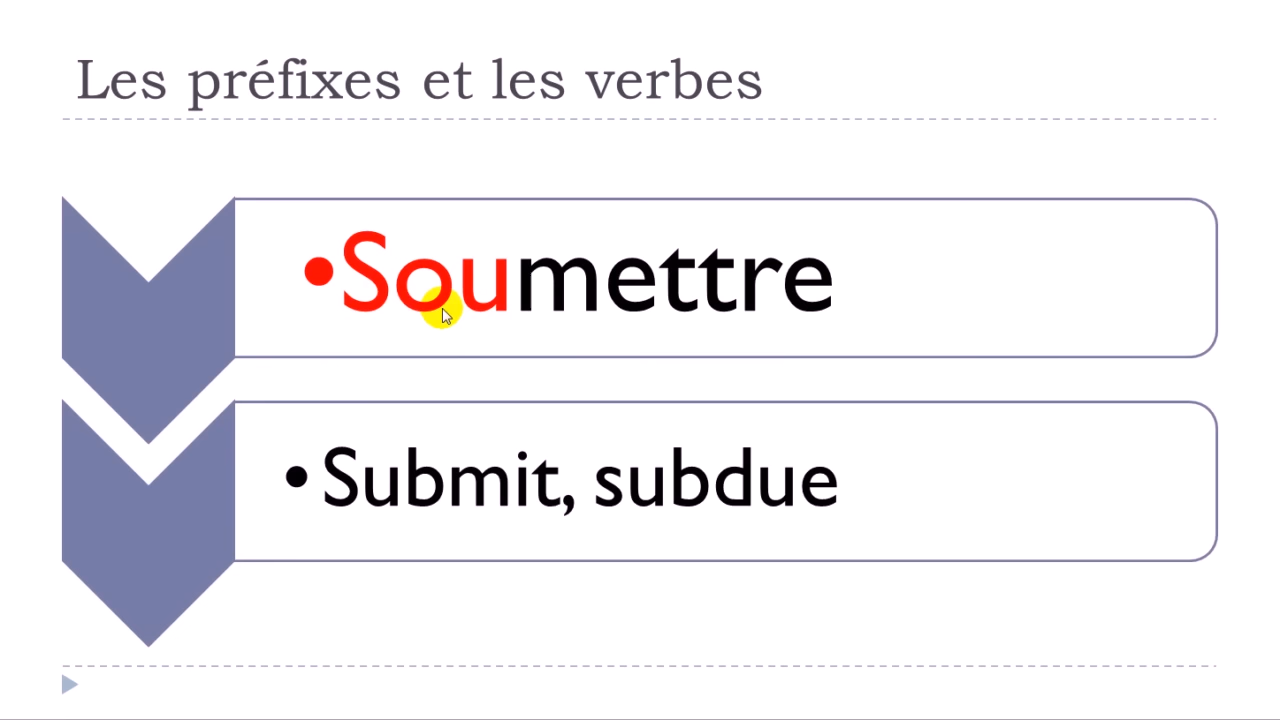 Les préfixes et les verbes
•Soumettre
•Submit, subdue